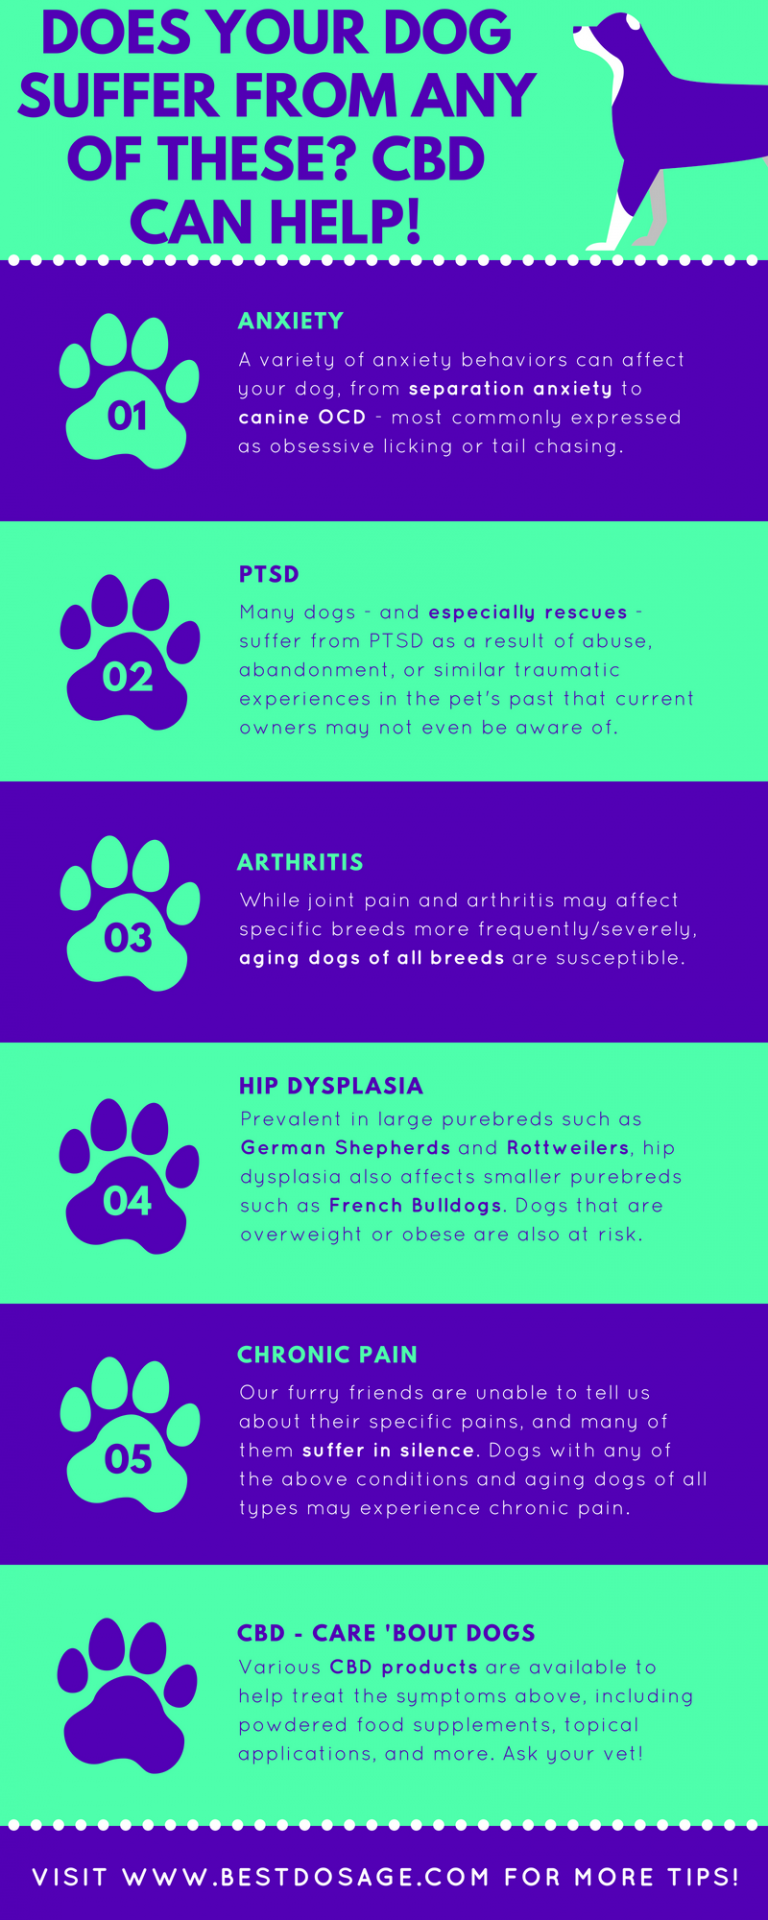 DOES YOUR DOG
SUFFER FROM ANY
OF THESE? CBD
CAN HELP!
01
ANXIETY
A variety of anxiety behaviors can affect
your dog, from separation anxiety to
canine OCD - most commonly expressed
as obsessive licking or tail chasing.
02
PTSD
Many dogs - and especially rescues -
suffer from PTSD as a result of abuse,
abandonment, or similar traumatic
experiences in the pet's past that current
owners may not even be aware of.
03
ARTHRITIS
While joint pain and arthritis may affect
specific breeds more frequently/severely,
aging dogs of all breeds are susceptible.
04
HIP DYSPLASIA
Prevalent in large purebreds such as
German Shepherds and Rottweilers, hip
dysplasia also affects smaller purebreds
such as French Bulldogs. Dogs that are
overweight or obese are also at risk.
05
CHRONIC PAIN
Our furry friends are unable to tell us
about their specific pains, and many of
them suffer in silence. Dogs with any of
the above conditions and aging dogs of all
types may experience chronic pain.
CBD - CARE 'BOUT DOGS
Various CBD products are available to
help treat the symptoms above, including
powdered food supplements, topical
applications, and more. Ask your vet!
VISIT WWW.BESTDOSAGE.COM FOR MORE TIPS!